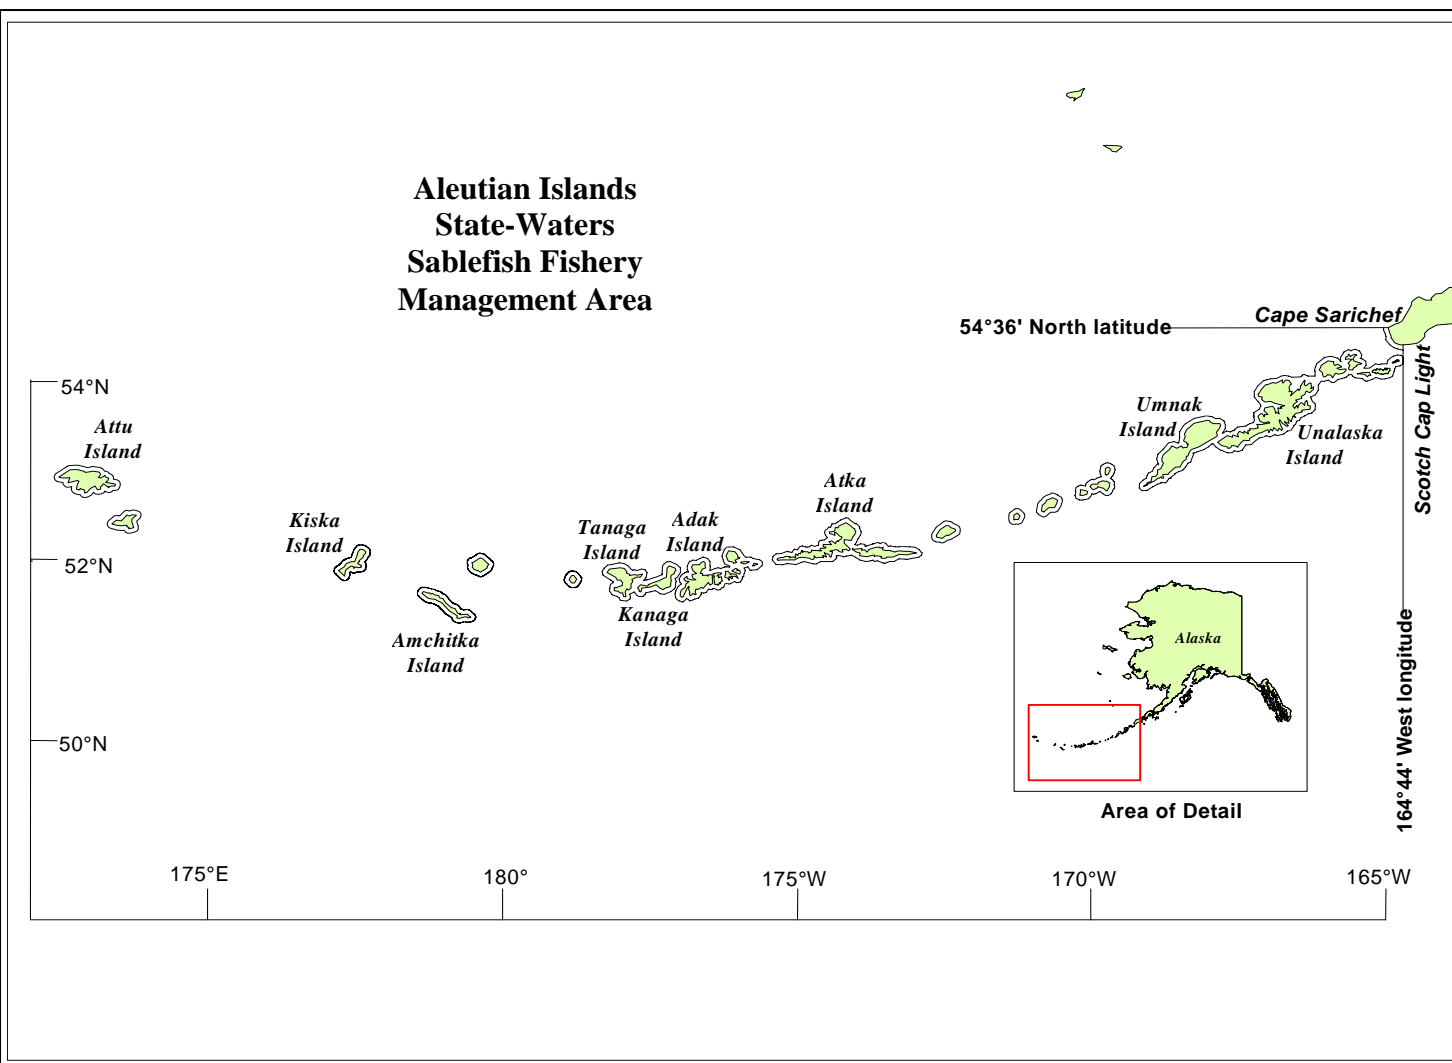 Aleutian Islands
State-Waters
Sablefish Fishery
Management Area
54°36' North latitude
Cape Sarichef
Scotch Cap Light
164°44' West longitude
54°N
52°N
50°N
Attu
Island
Kiska
Island
Amchitka
Island
Tanaga
Island
Kanaga
Island
Adak
Island
Atka
Island
Umnak
Island
Unalaska
Island
Alaska
Area of Detail
175°E
180°
175°W
170°W
165°W